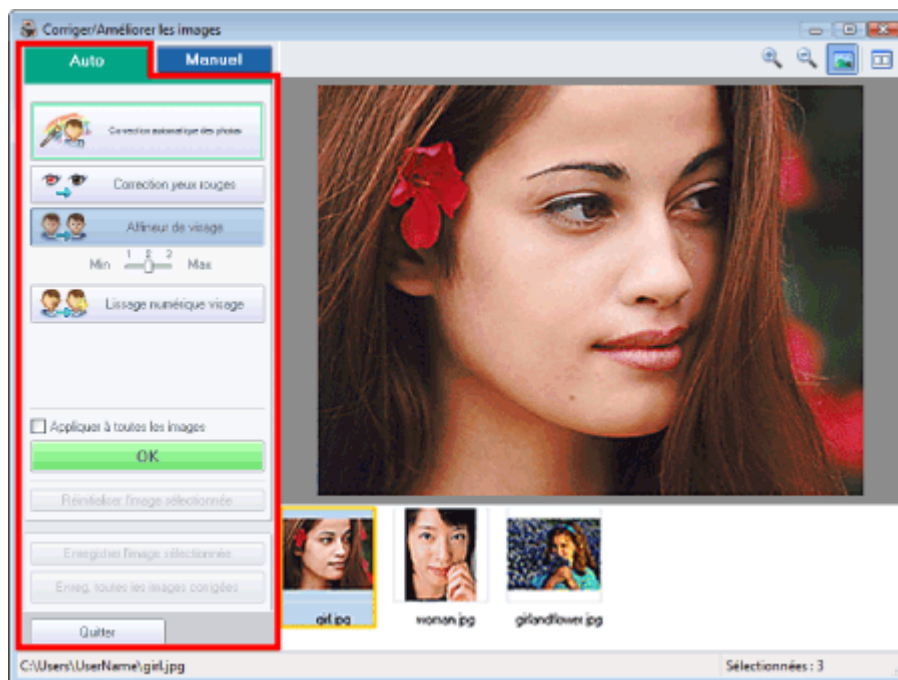 Corriger/Améliorer les images
Auto
Manuel
Correction automatique des photos
Correction yeux rouges
Affineur de visage
1 2 3
Min Max
Lissage numérique visage
Appliquer à toutes les images
OK
Réinitialiser l'image sélectionnée
Enregistrer l'image sélectionnée
Enreg. toutes les images corrigées
Quitter
girl.jpg
woman.jpg
girlandflower.jpg
C:\Users\UserName\girl.jpg
Sélectionnées : 3